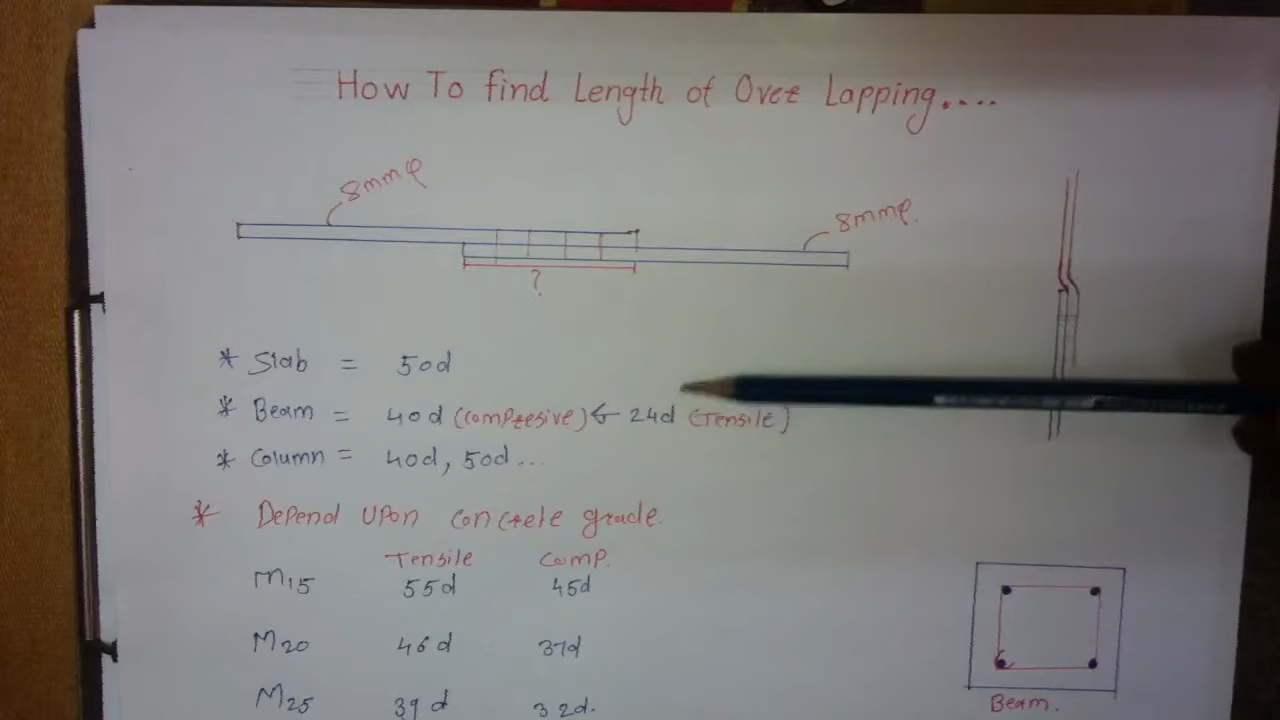 How To find Length of Over Lapping....
8mmφ
8mmφ.
?
* Slab = 50d
* Beam = 40d (Compresive) & 24d (Tensile)
* Column = 40d, 50d...
* Depend Upon Concrete grade.
Tensile Comp.
M15 55d 45d
M20 46d 37d
M25 39d 32d.
Beam.